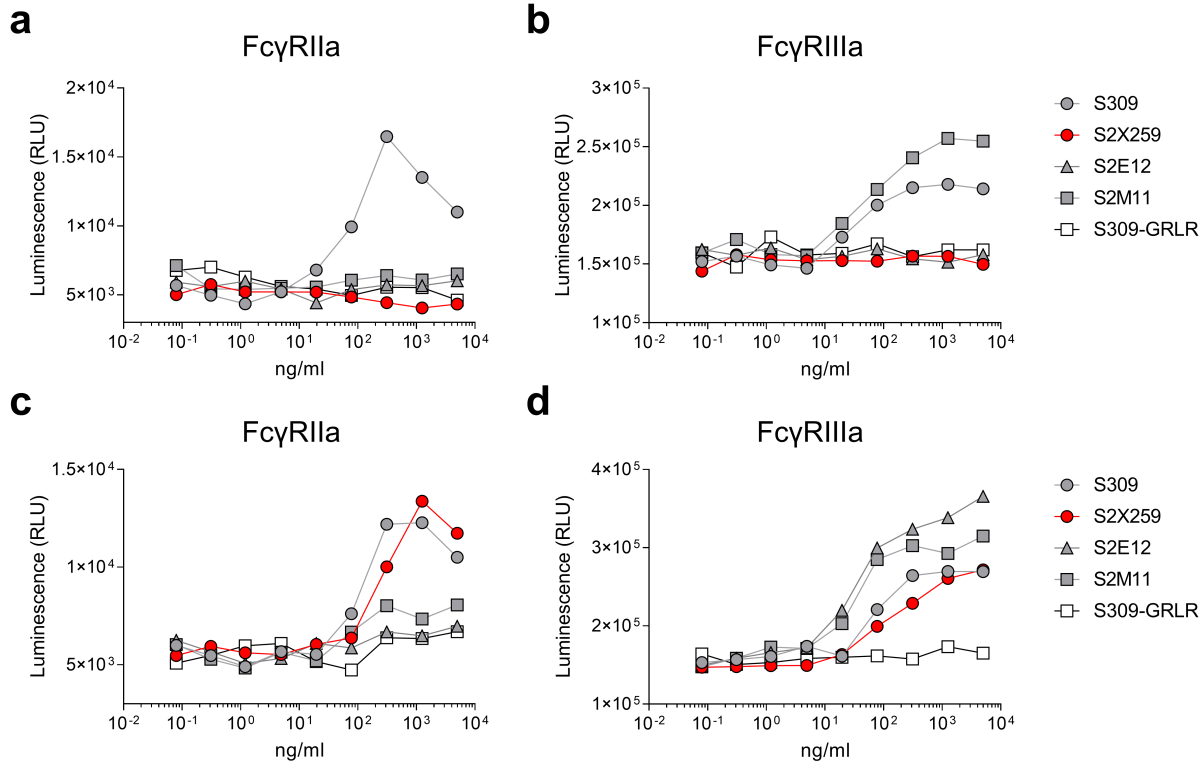 a
FcγRIIa
2×10⁴
1.5×10⁴
1×10⁴
5×10³
Luminescence (RLU)
10⁻² 10⁻¹ 10⁰ 10¹ 10² 10³ 10⁴
ng/ml
b
FcγRIIIa
3×10⁵
2.5×10⁵
2×10⁵
1.5×10⁵
1×10⁵
Luminescence (RLU)
10⁻² 10⁻¹ 10⁰ 10¹ 10² 10³ 10⁴
ng/ml
S309
S2X259
S2E12
S2M11
S309-GRLR
c
FcγRIIa
1.5×10⁴
1×10⁴
5×10³
Luminescence (RLU)
10⁻² 10⁻¹ 10⁰ 10¹ 10² 10³ 10⁴
ng/ml
d
FcγRIIIa
4×10⁵
3×10⁵
2×10⁵
1×10⁵
Luminescence (RLU)
10⁻² 10⁻¹ 10⁰ 10¹ 10² 10³ 10⁴
ng/ml
S309
S2X259
S2E12
S2M11
S309-GRLR